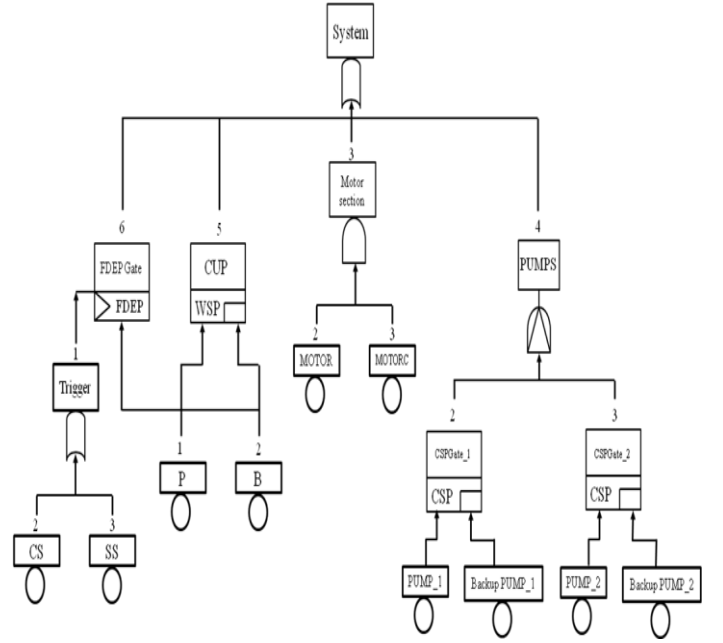 System
3
Motor
section
6
5
4
FDEP Gate
FDEP
CUP
WSP
PUMPS
1
Trigger
2
MOTOR
3
MOTORC
2
CSPGate_1
CSP
3
CSPGate_2
CSP
1
P
2
B
2
CS
3
SS
PUMP_1
Backup PUMP_1
PUMP_2
Backup PUMP_2